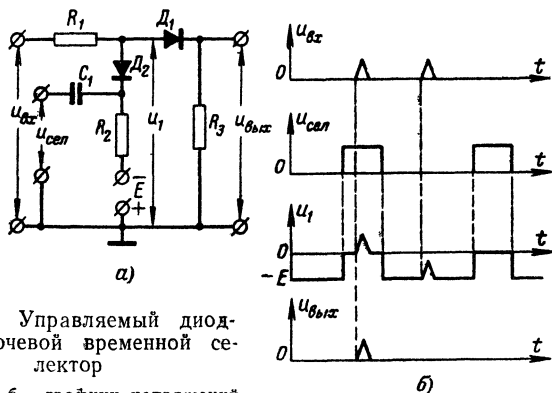 R₁
Д₁
Д₂
C₁
R₂
R₃
uвх
uсел
u₁
uвых
E
−
+
а)
uвх
0
t
uсел
0
t
u₁
0
−E
t
uвых
0
t
б)
Управляемый диод-
очевой временной се-
лектор